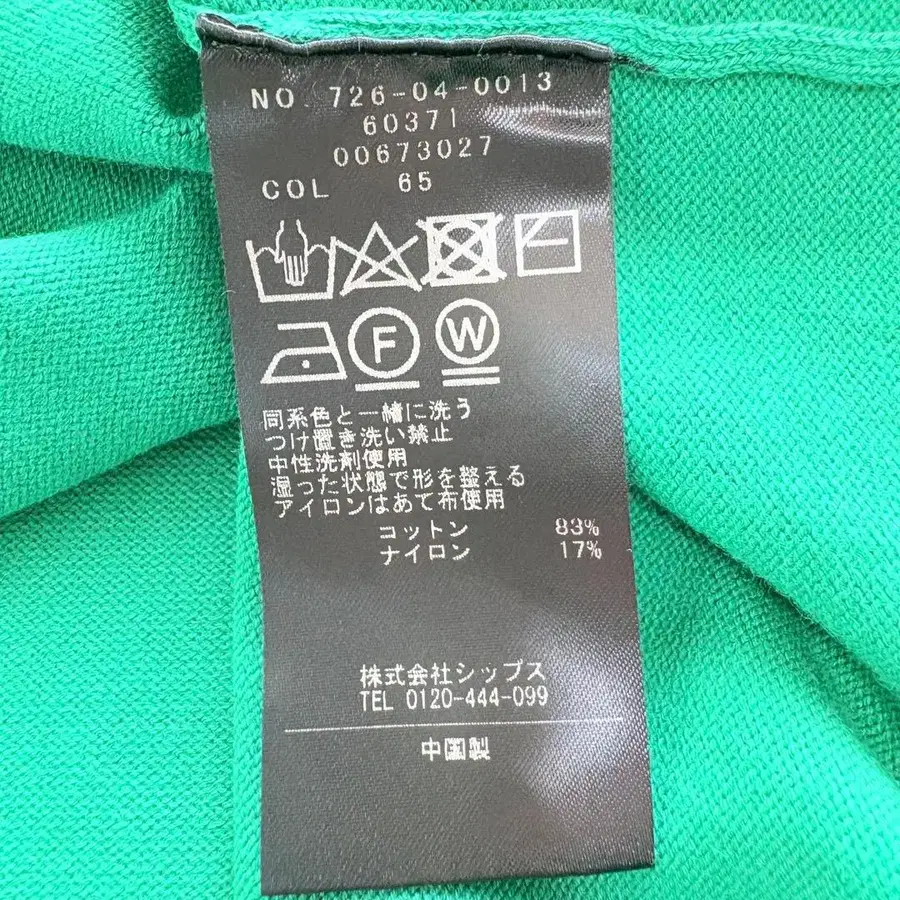 NO. 726-04-0013
60371
00673027
COL 65
F W
同系色と一緒に洗う
つけ置き洗い禁止
中性洗剤使用
湿った状態で形を整える
アイロンはあて布使用
コットン 83%
ナイロン 17%
株式会社シップス
TEL 0120-444-099
中国製